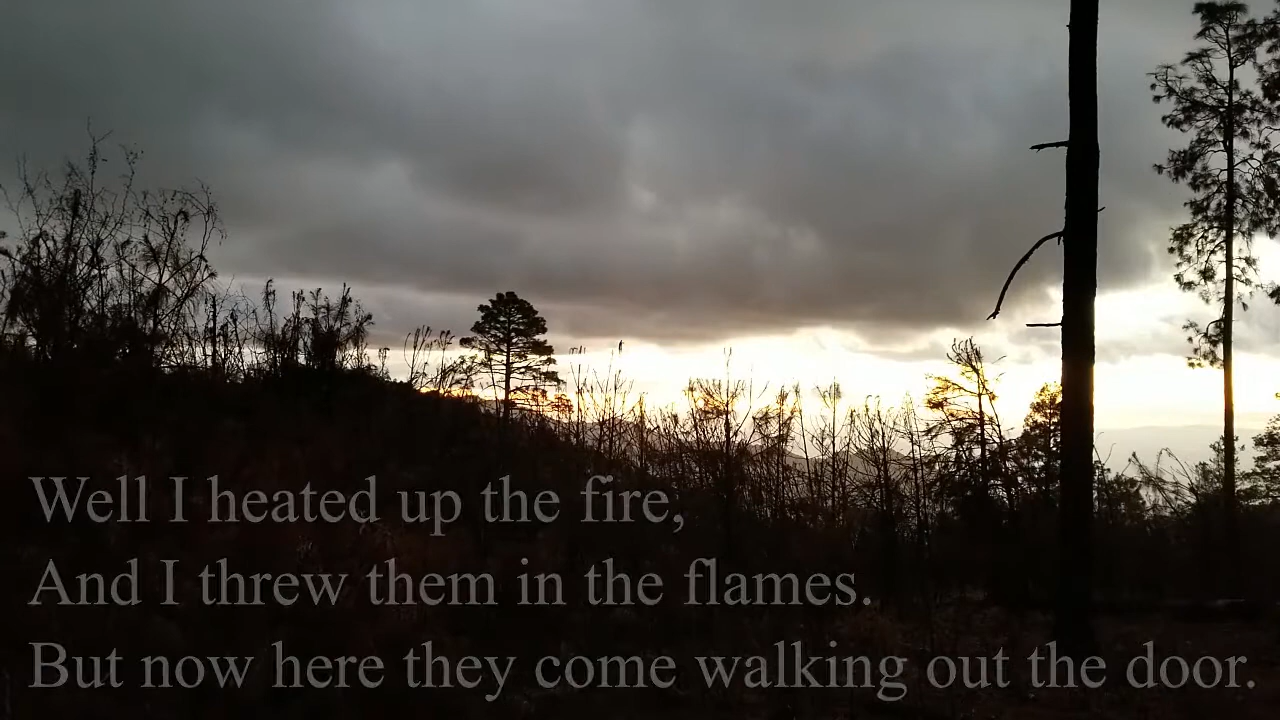 Well I heated up the fire,
And I threw them in the flames.
But now here they come walking out the door.